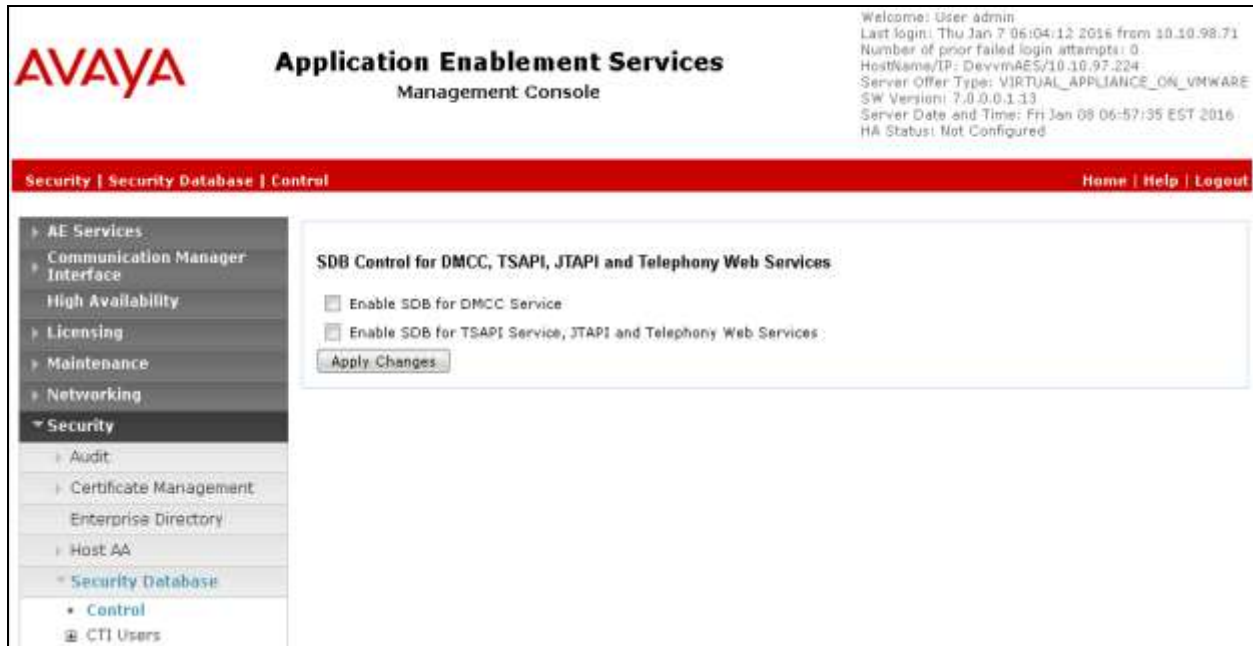 AVAYA
Application Enablement Services
Management Console
Welcome: User admin
Last login: Thu Jan 7 06:04:12 2016 from 10.10.98.71
Number of prior failed login attempts: 0
HostName/IP: DevvmAES/10.10.97.224
Server Offer Type: VIRTUAL_APPLIANCE_ON_VMWARE
SW Version: 7.0.0.0.1.13
Server Date and Time: Fri Jan 08 06:57:35 EST 2016
HA Status: Not Configured
Security | Security Database | Control
Home | Help | Logout
AE Services
Communication Manager
Interface
High Availability
Licensing
Maintenance
Networking
Security
Audit
Certificate Management
Enterprise Directory
Host AA
Security Database
Control
CTI Users
SDB Control for DMCC, TSAPI, JTAPI and Telephony Web Services
Enable SDB for DMCC Service
Enable SDB for TSAPI Service, JTAPI and Telephony Web Services
Apply Changes